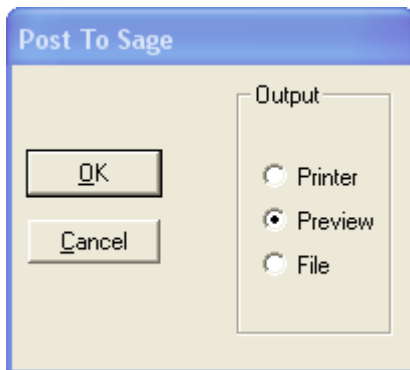 Post To Sage
Output
OK
Cancel
Printer
Preview
File